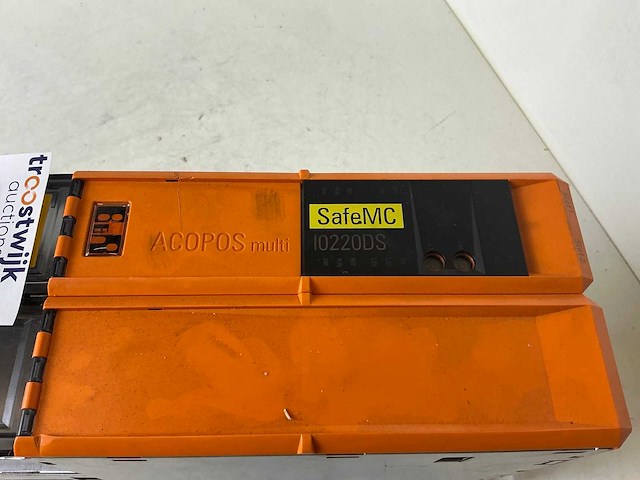 troostwijk
auctions
ACOPOS multi
SafeMC
I0220DS